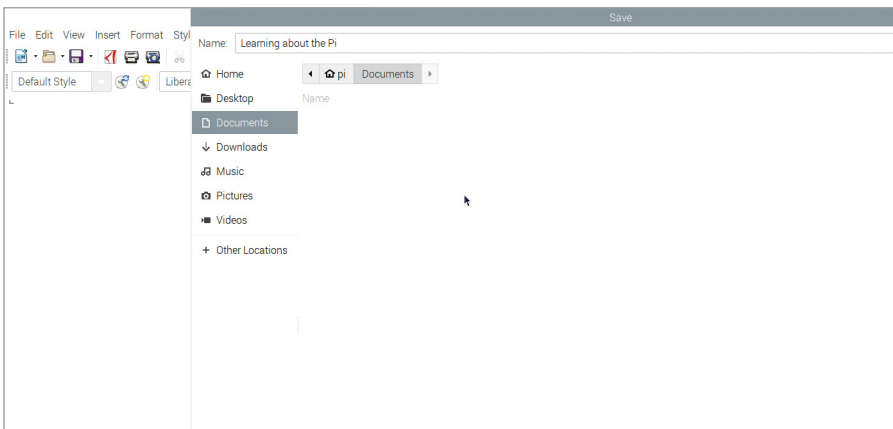 Save
File Edit View Insert Format Styl
Name: Learning about the Pi
Default Style Libera
Home
pi Documents
Desktop
Name
Documents
Downloads
Music
Pictures
Videos
Other Locations